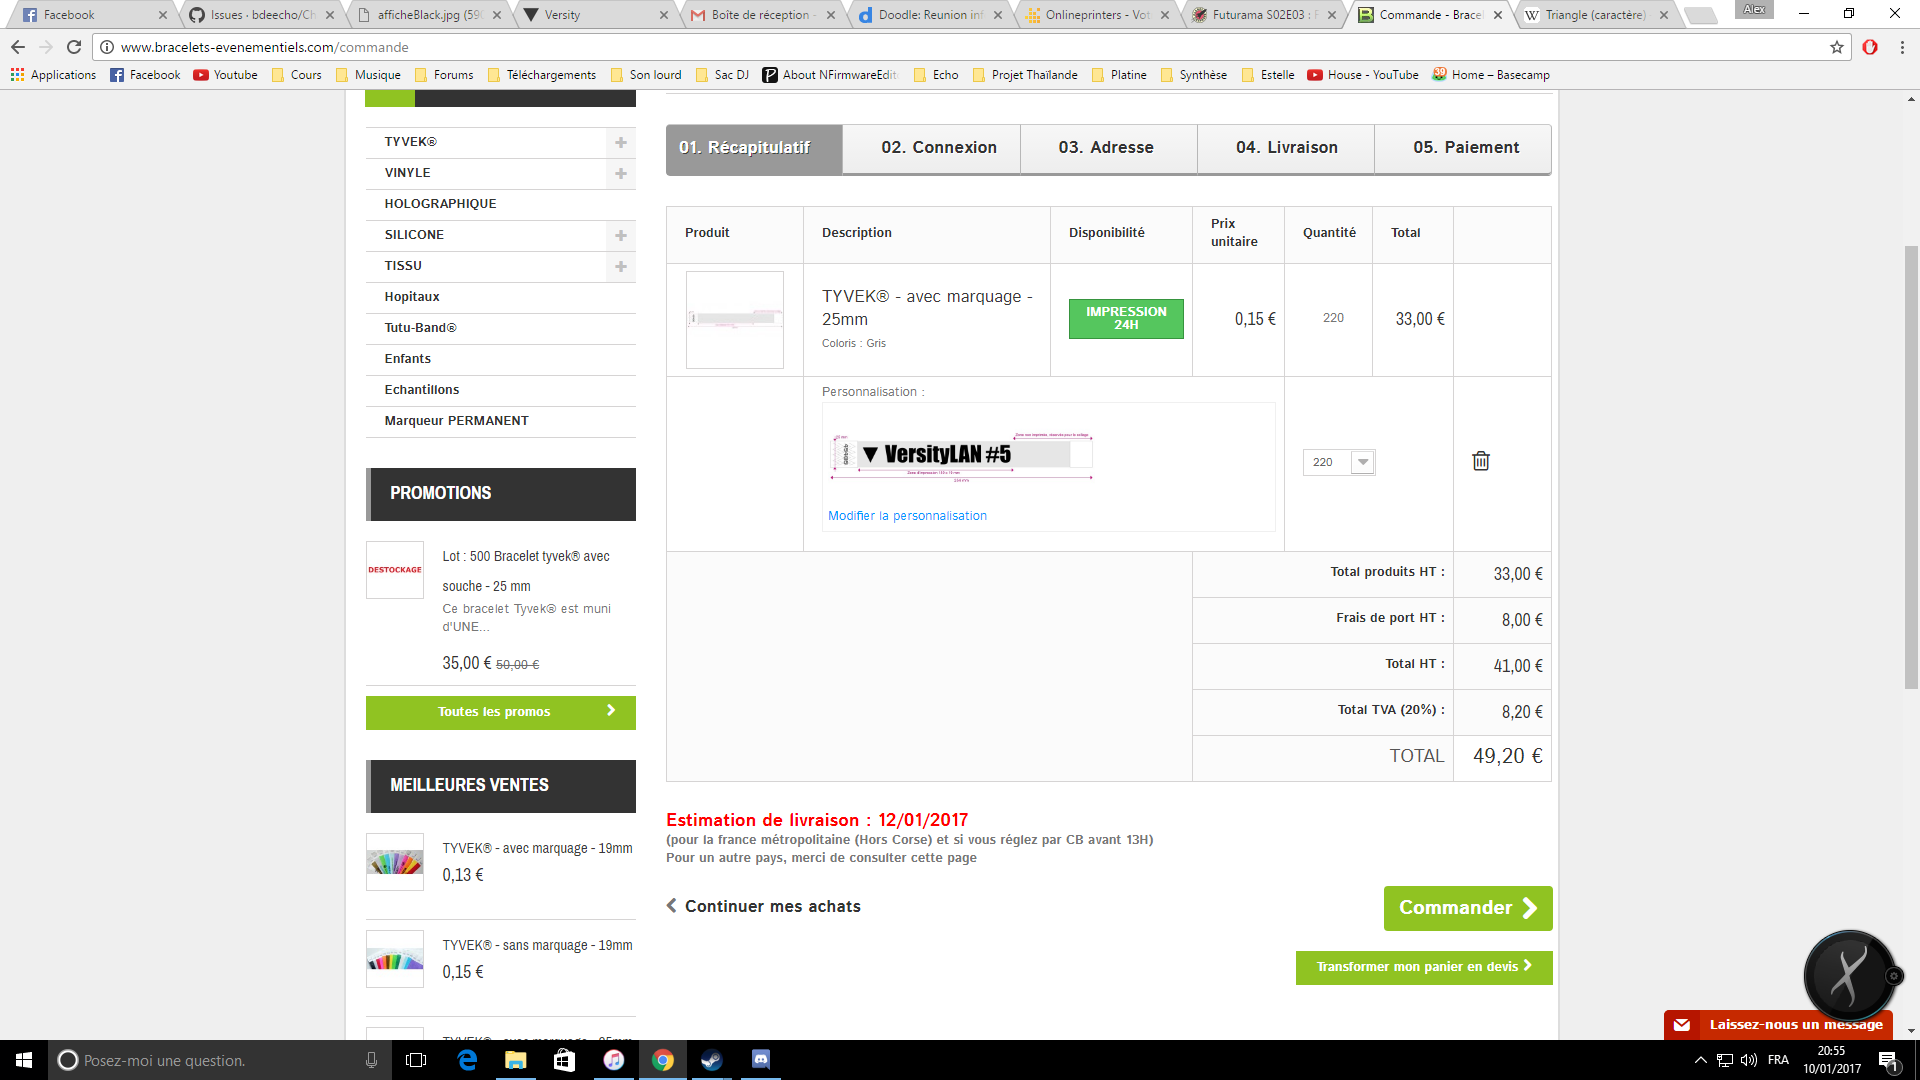 Facebook
Issues · bdeecho/Ch
afficheBlack.jpg (590
Versity
Boîte de réception -
Doodle: Reunion inf
Onlineprinters - Vot
Futurama S02E03 : F
Commande - Brace
Triangle (caractère)
Alex
www.bracelets-evenementiels.com/commande
Applications
Facebook
Youtube
Cours
Musique
Forums
Téléchargements
Son lourd
Sac DJ
About NFirmwareEdit
Echo
Projet Thaïlande
Platine
Synthèse
Estelle
House - YouTube
Home – Basecamp
TYVEK®
VINYLE
HOLOGRAPHIQUE
SILICONE
TISSU
Hopitaux
Tutu-Band®
Enfants
Echantillons
Marqueur PERMANENT
PROMOTIONS
DESTOCKAGE
Lot : 500 Bracelet tyvek® avec
souche - 25 mm
Ce bracelet Tyvek® est muni
d'UNE...
35,00 € 50,00 €
Toutes les promos
MEILLEURES VENTES
TYVEK® - avec marquage - 19mm
0,13 €
TYVEK® - sans marquage - 19mm
0,15 €
01. Récapitulatif
02. Connexion
03. Adresse
04. Livraison
05. Paiement
Produit
Description
Disponibilité
Prix
unitaire
Quantité
Total
TYVEK® - avec marquage -
25mm
Coloris : Gris
IMPRESSION
24H
0,15 €
220
33,00 €
Personnalisation :
▼ VersityLAN #5
Modifier la personnalisation
220
Total produits HT :
33,00 €
Frais de port HT :
8,00 €
Total HT :
41,00 €
Total TVA (20%) :
8,20 €
TOTAL
49,20 €
Estimation de livraison : 12/01/2017
(pour la france métropolitaine (Hors Corse) et si vous réglez par CB avant 13H)
Pour un autre pays, merci de consulter cette page
Continuer mes achats
Commander
Transformer mon panier en devis
Laissez-nous un message
Posez-moi une question.
FRA
20:55
10/01/2017
1